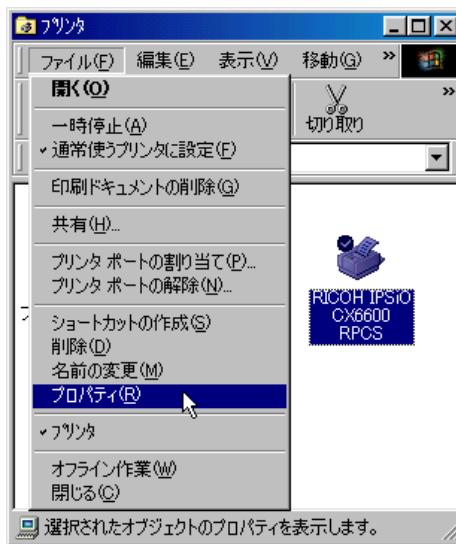 プリンタ
ファイル(F) 編集(E) 表示(V) 移動(G) »
開く(O)
一時停止(A)
通常使うプリンタに設定(F)
印刷ドキュメントの削除(G)
共有(H)...
プリンタ ポートの割り当て(P)...
プリンタ ポートの解除(N)...
ショートカットの作成(S)
削除(D)
名前の変更(M)
プロパティ(R)
プリンタ
オフライン作業(W)
閉じる(C)
切り取り
»
RICOH IPSiO
CX6600
RPCS
選択されたオブジェクトのプロパティを表示します。